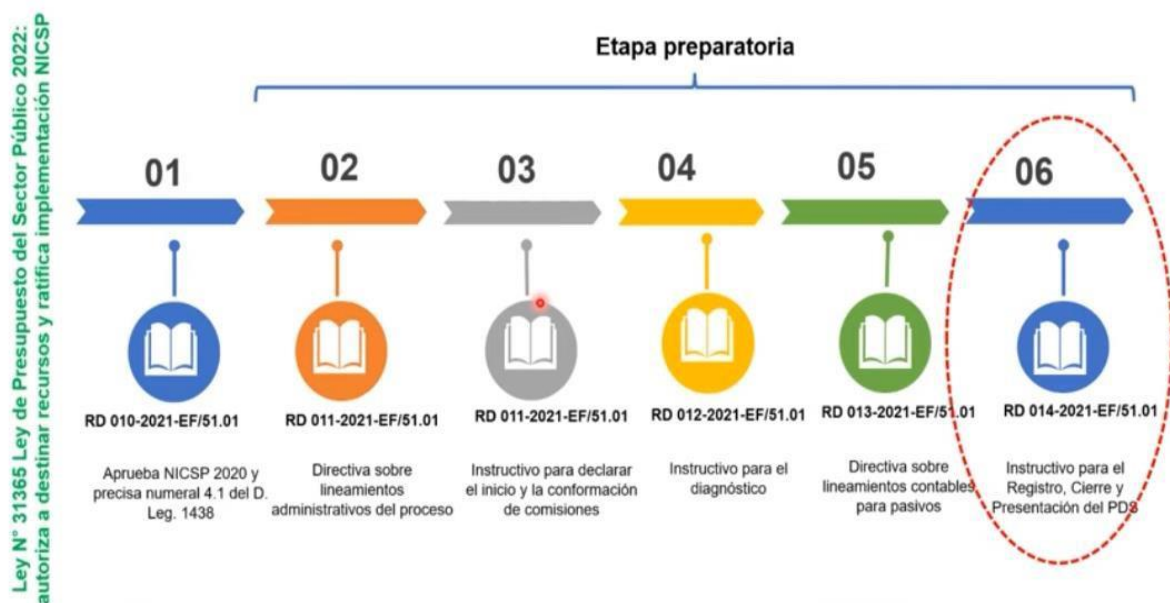 Ley N° 31365 Ley de Presupuesto del Sector Público 2022:
autoriza a destinar recursos y ratifica implementación NICSP
Etapa preparatoria
01
02
03
04
05
06
RD 010-2021-EF/51.01
RD 011-2021-EF/51.01
RD 011-2021-EF/51.01
RD 012-2021-EF/51.01
RD 013-2021-EF/51.01
RD 014-2021-EF/51.01
Aprueba NICSP 2020 y
precisa numeral 4.1 del D.
Leg. 1438
Directiva sobre
lineamientos
administrativos del proceso
Instructivo para declarar
el inicio y la conformación
de comisiones
Instructivo para el
diagnóstico
Directiva sobre
lineamientos contables
para pasivos
Instructivo para el
Registro, Cierre y
Presentación del PDS